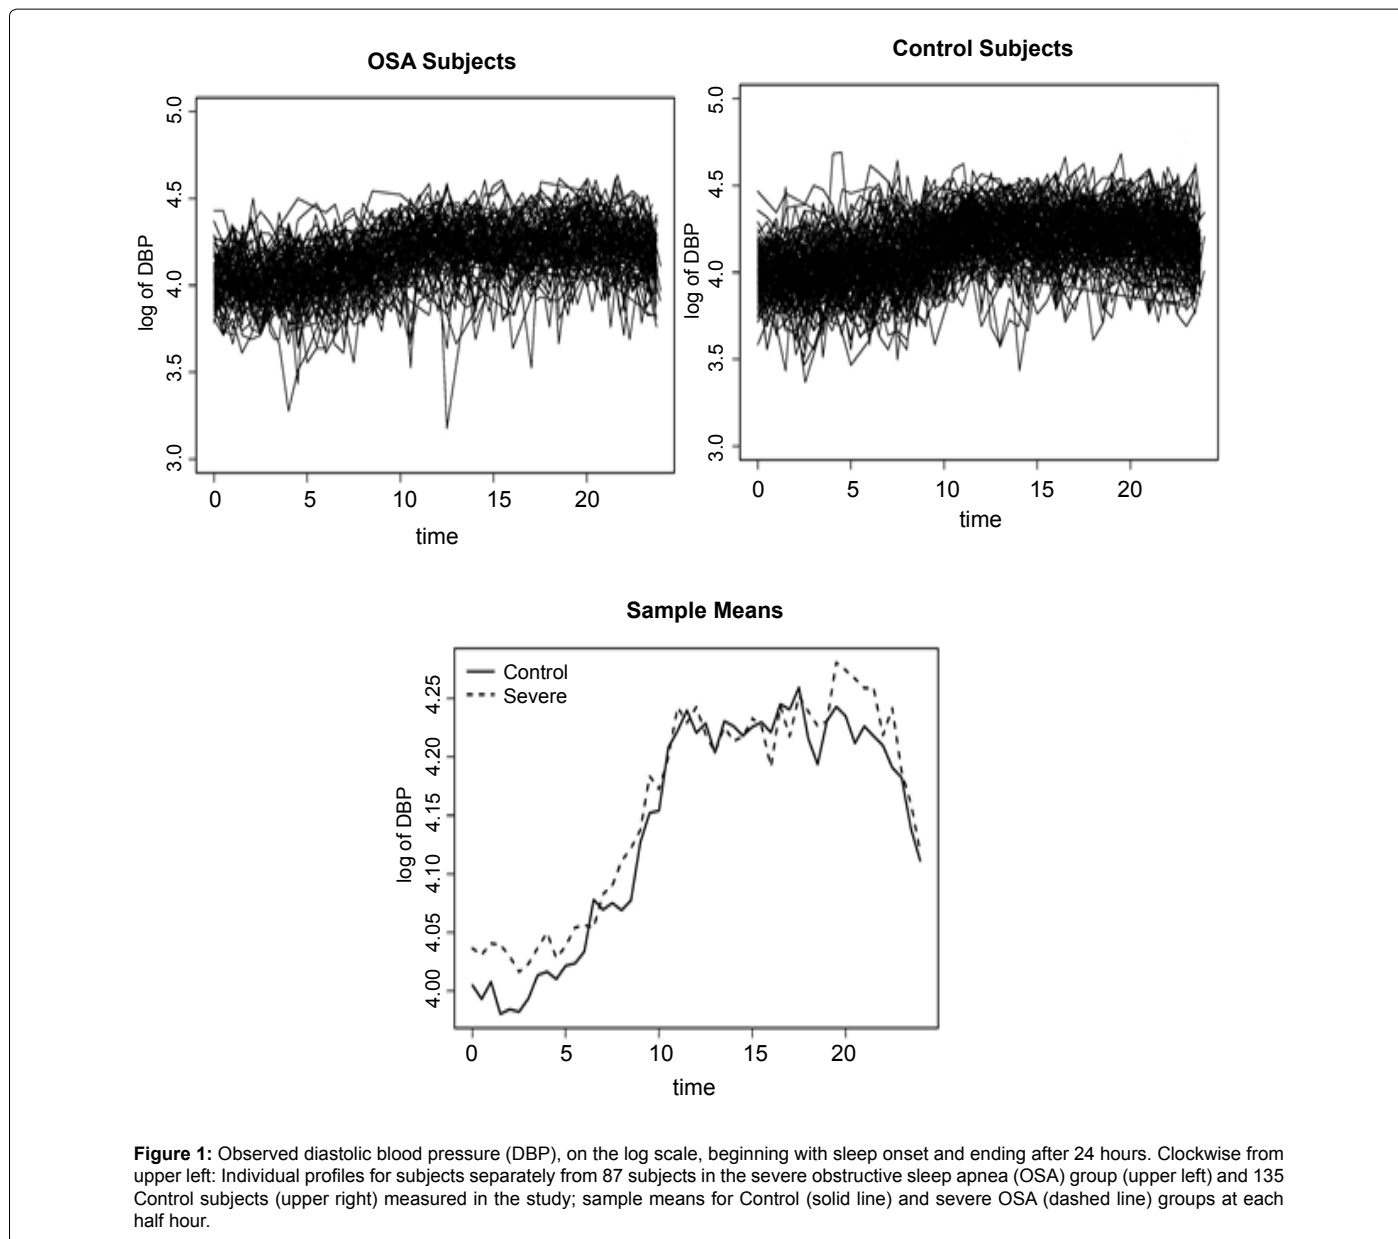 OSA Subjects
5.0
4.5
4.0
3.5
3.0
log of DBP
0 5 10 15 20
time
Control Subjects
5.0
4.5
4.0
3.5
3.0
log of DBP
0 5 10 15 20
time
Sample Means
Control
Severe
4.25
4.20
4.15
4.10
4.05
4.00
log of DBP
0 5 10 15 20
time
Figure 1: Observed diastolic blood pressure (DBP), on the log scale, beginning with sleep onset and ending after 24 hours. Clockwise from
upper left: Individual profiles for subjects separately from 87 subjects in the severe obstructive sleep apnea (OSA) group (upper left) and 135
Control subjects (upper right) measured in the study; sample means for Control (solid line) and severe OSA (dashed line) groups at each
half hour.